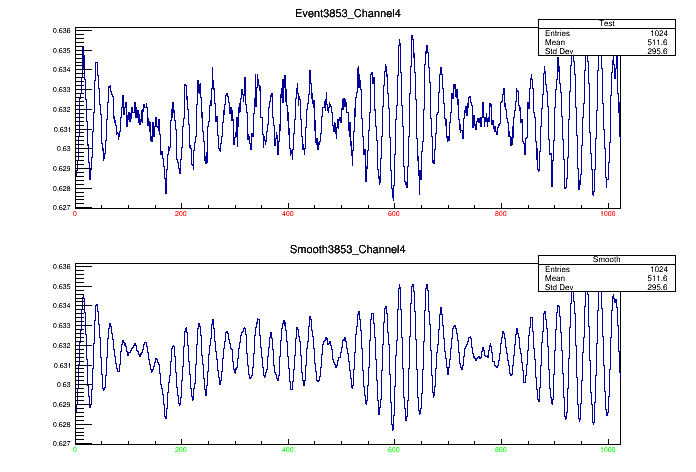 Event3853_Channel4
Test
Entries 1024
Mean 511.6
Std Dev 295.6
0.636
0.635
0.634
0.633
0.632
0.631
0.63
0.629
0.628
0.627
0 200 400 600 800 1000
Smooth3853_Channel4
Smooth
Entries 1024
Mean 511.6
Std Dev 295.6
0.636
0.635
0.634
0.633
0.632
0.631
0.63
0.629
0.628
0.627
0 200 400 600 800 1000